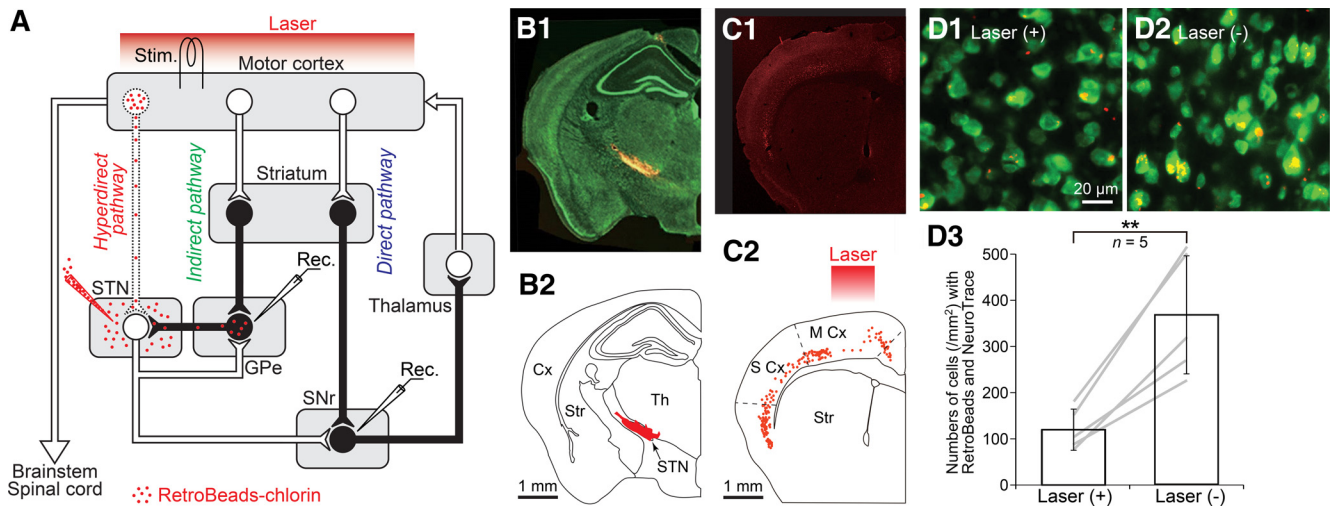 A
Laser
Stim.
Motor cortex
Hyperdirect
pathway
Indirect pathway
Direct pathway
Striatum
Rec.
STN
Thalamus
GPe
SNr
Rec.
Brainstem
Spinal cord
RetroBeads-chlorin
B1
B2
Cx
Str
Th
STN
1 mm
C1
C2
Laser
M Cx
S Cx
Str
1 mm
D1 Laser (+)
20 µm
D2 Laser (-)
D3
**
n = 5
Numbers of cells (/mm²) with
RetroBeads and NeuroTrace
500
400
300
200
100
0
Laser (+)
Laser (-)